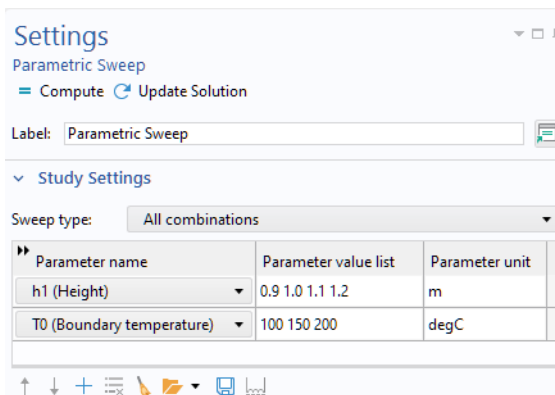 Settings
Parametric Sweep
= Compute Update Solution
Label: Parametric Sweep
Study Settings
Sweep type: All combinations
Parameter name Parameter value list Parameter unit
h1 (Height) 0.9 1.0 1.1 1.2 m
T0 (Boundary temperature) 100 150 200 degC